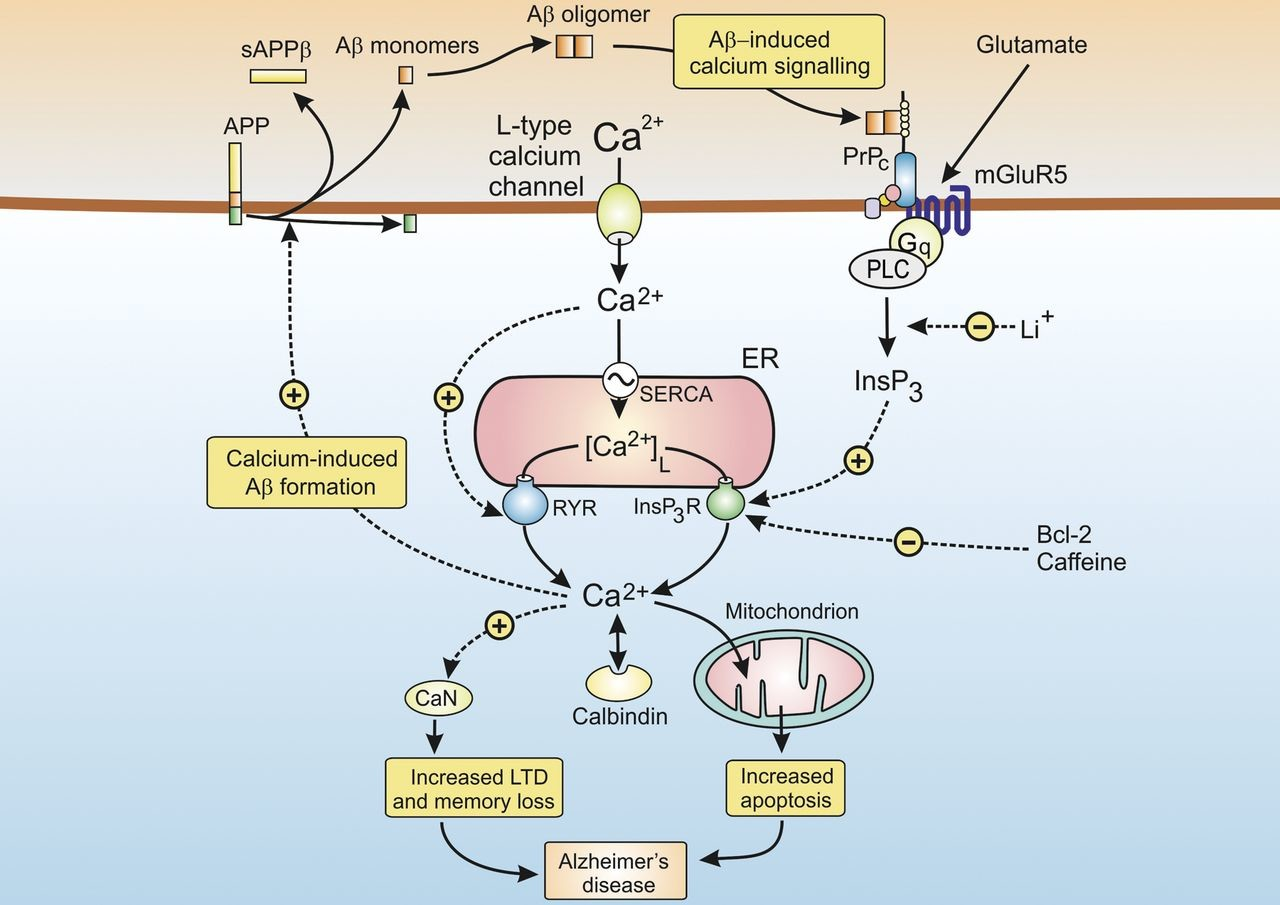 Aβ oligomer
sAPPβ
Aβ monomers
Aβ–induced
calcium signalling
Glutamate
APP
L-type
calcium
channel
Ca²⁺
PrPc
mGluR5
Gq
PLC
Ca²⁺
Li⁺
ER
SERCA
InsP₃
+
+
−
[Ca²⁺]L
Calcium-induced
Aβ formation
+
RYR
InsP₃R
−
Bcl-2
Caffeine
Ca²⁺
+
Mitochondrion
CaN
Calbindin
Increased LTD
and memory loss
Increased
apoptosis
Alzheimer's
disease